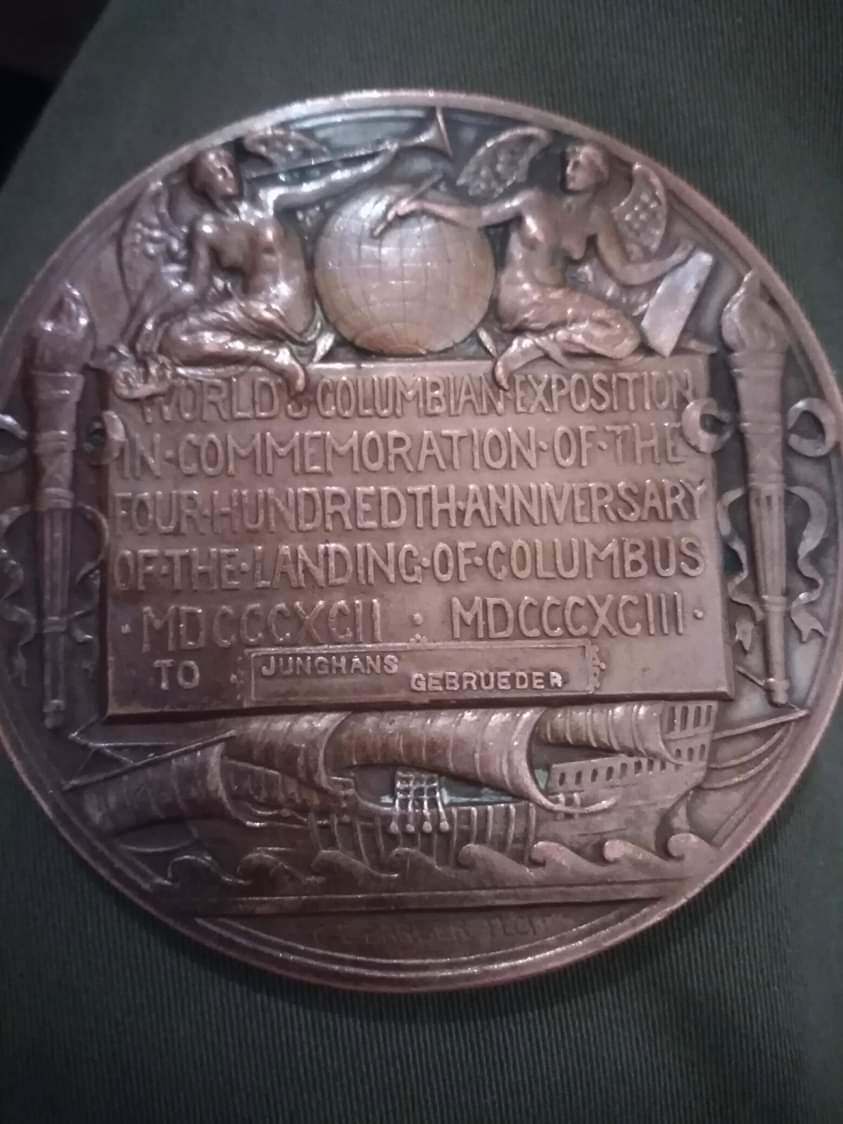 WORLD'S·COLUMBIAN·EXPOSITION
IN·COMMEMORATION·OF·THE·
FOUR·HUNDREDTH·ANNIVERSARY
OF·THE·LANDING·OF·COLUMBUS
·MDCCCXCII : MDCCCXCIII·
TO JUNGHANS
GEBRUEDER
FECIT